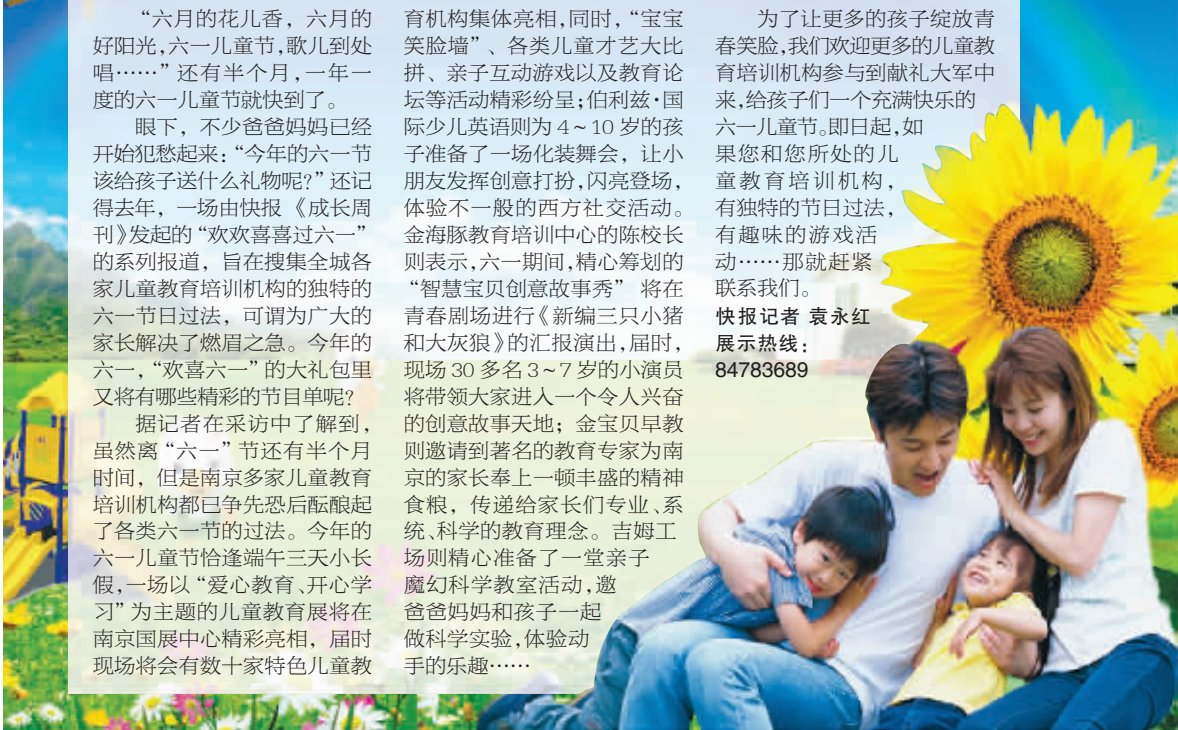 “六月的花儿香，六月的
好阳光，六一儿童节，歌儿到处
唱……”还有半个月，一年一
度的六一儿童节就快到了。
眼下，不少爸爸妈妈已经
开始犯愁起来：“今年的六一节
该给孩子送什么礼物呢？”还记
得去年，一场由快报《成长周
刊》发起的“欢欢喜喜过六一”
的系列报道，旨在搜集全城各
家儿童教育培训机构的独特的
六一节日过法，可谓为广大的
家长解决了燃眉之急。今年的
六一，“欢喜六一”的大礼包里
又将有哪些精彩的节目单呢？
据记者在采访中了解到，
虽然离“六一”节还有半个月
时间，但是南京多家儿童教育
培训机构都已争先恐后酝酿起
了各类六一节的过法。今年的
六一儿童节恰逢端午三天小长
假，一场以“爱心教育、开心学
习”为主题的儿童教育展将在
南京国展中心精彩亮相，届时
现场将会有数十家特色儿童教
育机构集体亮相，同时，“宝宝
笑脸墙”、各类儿童才艺大比
拼、亲子互动游戏以及教育论
坛等活动精彩纷呈；伯利兹·国
际少儿英语则为4~10岁的孩
子准备了一场化装舞会，让小
朋友发挥创意打扮，闪亮登场，
体验不一般的西方社交活动。
金海豚教育培训中心的陈校长
则表示，六一期间，精心筹划的
“智慧宝贝创意故事秀”将在
青春剧场进行《新编三只小猪
和大灰狼》的汇报演出，届时，
现场30多名3~7岁的小演员
将带领大家进入一个令人兴奋
的创意故事天地；金宝贝早教
则邀请到著名的教育专家为南
京的家长奉上一顿丰盛的精神
食粮，传递给家长们专业、系
统、科学的教育理念。吉姆工
场则精心准备了一堂亲子
魔幻科学教室活动，邀
爸爸妈妈和孩子一起
做科学实验，体验动
手的乐趣……
为了让更多的孩子绽放青
春笑脸，我们欢迎更多的儿童教
育培训机构参与到献礼大军中
来，给孩子们一个充满快乐的
六一儿童节。即日起，如
果您和您所处的儿
童教育培训机构，
有独特的节日过法，
有趣味的游戏活
动……那就赶紧
联系我们。
快报记者 袁永红
展示热线：
84783689